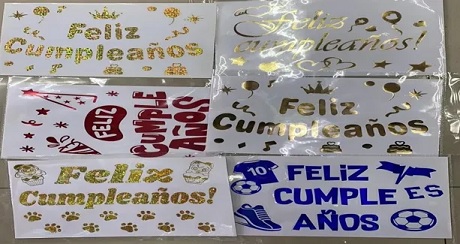 Feliz
Cumpleaños
Feliz
cumpleaños!
FELIZ
CUMPLE
AÑOS
Feliz
Cumpleaños
Feliz
Cumpleaños!
10
FELIZ
CUMPLE ES
AÑOS